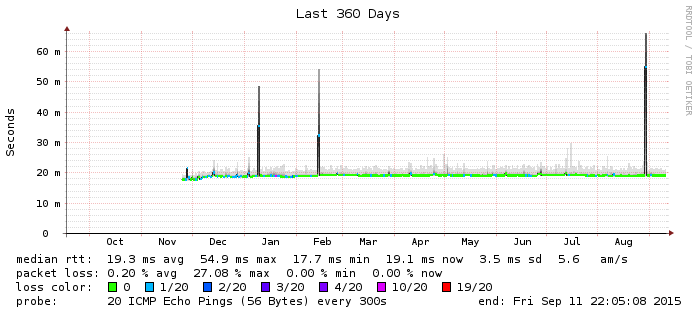 Last 360 Days
RRDTOOL / TOBI OETIKER
Seconds
60 m
50 m
40 m
30 m
20 m
10 m
0
Oct Nov Dec Jan Feb Mar Apr May Jun Jul Aug
median rtt: 19.3 ms avg 54.9 ms max 17.7 ms min 19.1 ms now 3.5 ms sd 5.6 am/s
packet loss: 0.20 % avg 27.08 % max 0.00 % min 0.00 % now
loss color: 0 1/20 2/20 3/20 4/20 10/20 19/20
probe: 20 ICMP Echo Pings (56 Bytes) every 300s end: Fri Sep 11 22:05:08 2015